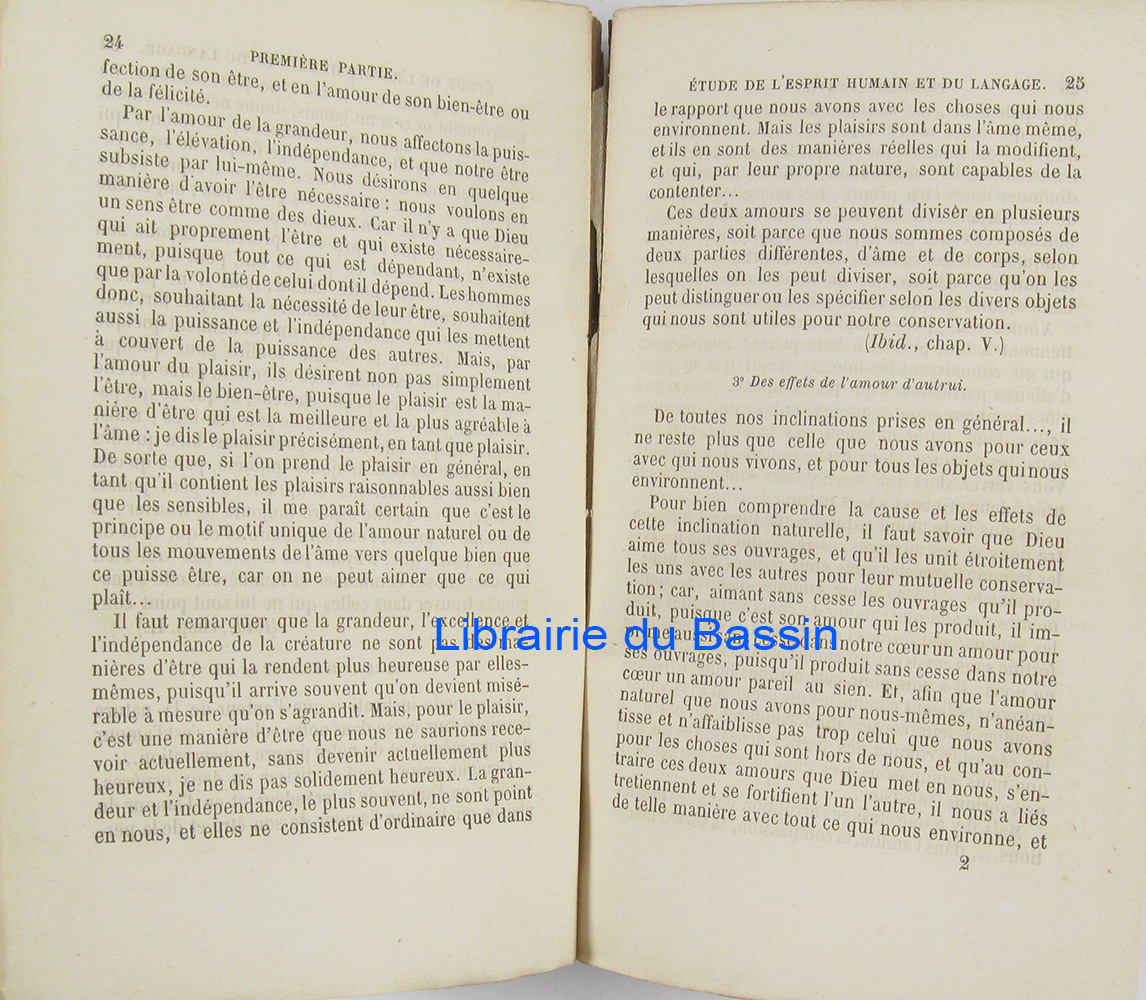 24
PREMIÈRE PARTIE.
fection de son être, et en l'amour de son bien-être ou
de la félicité.
Par l'amour de la grandeur, nous affectons la puis-
sance, l'élévation, l'indépendance, et que notre être
subsiste par lui-même. Nous désirons en quelque
manière d'avoir l'être nécessaire : nous voulons en
un sens être comme des dieux. Car il n'y a que Dieu
qui ait proprement l'être et qui existe nécessaire-
ment, puisque tout ce qui est dépendant, n'existe
que par la volonté de celui dont il dépend. Les hommes
donc, souhaitant la nécessité de leur être, souhaitent
aussi la puissance et l'indépendance qui les mettent
à couvert de la puissance des autres. Mais, par
l'amour du plaisir, ils désirent non pas simplement
l'être, mais le bien-être, puisque le plaisir est la ma-
nière d'être qui est la meilleure et la plus agréable à
l'âme : je dis le plaisir précisément, en tant que plaisir.
De sorte que, si l'on prend le plaisir en général, en
tant qu'il contient les plaisirs raisonnables aussi bien
que les sensibles, il me paraît certain que c'est le
principe ou le motif unique de l'amour naturel ou de
tous les mouvements de l'âme vers quelque bien que
ce puisse être, car on ne peut aimer que ce qui
plaît...
Il faut remarquer que la grandeur, l'excellence et
l'indépendance de la créature ne sont pas des ma-
nières d'être qui la rendent plus heureuse par elles-
mêmes, puisqu'il arrive souvent qu'on devient misé-
rable à mesure qu'on s'agrandit. Mais, pour le plaisir,
c'est une manière d'être que nous ne saurions rece-
voir actuellement, sans devenir actuellement plus
heureux, je ne dis pas solidement heureux. La gran-
deur et l'indépendance, le plus souvent, ne sont point
en nous, et elles ne consistent d'ordinaire que dans
ÉTUDE DE L'ESPRIT HUMAIN ET DU LANGAGE. 25
le rapport que nous avons avec les choses qui nous
environnent. Mais les plaisirs sont dans l'âme même,
et ils en sont des manières réelles qui la modifient,
et qui, par leur propre nature, sont capables de la
contenter...
Ces deux amours se peuvent diviser en plusieurs
manières, soit parce que nous sommes composés de
deux parties différentes, d'âme et de corps, selon
lesquelles on les peut diviser, soit parce qu'on les
peut distinguer ou les spécifier selon les divers objets
qui nous sont utiles pour notre conservation.
(Ibid., chap. V.)
3° Des effets de l'amour d'autrui.
De toutes nos inclinations prises en général..., il
ne reste plus que celle que nous avons pour ceux
avec qui nous vivons, et pour tous les objets qui nous
environnent...
Pour bien comprendre la cause et les effets de
cette inclination naturelle, il faut savoir que Dieu
aime tous ses ouvrages, et qu'il les unit étroitement
les uns avec les autres pour leur mutuelle conserva-
tion ; car, aimant sans cesse les ouvrages qu'il pro-
duit, puisque c'est son amour qui les produit, il im-
prime aussi sans cesse dans notre cœur un amour pour
ses ouvrages, puisqu'il produit sans cesse dans notre
cœur un amour pareil au sien. Et, afin que l'amour
naturel que nous avons pour nous-mêmes, n'anéan-
tisse et n'affaiblisse pas trop celui que nous avons
pour les choses qui sont hors de nous, et qu'au con-
traire ces deux amours que Dieu met en nous, s'en-
tretiennent et se fortifient l'un l'autre, il nous a liés
de telle manière avec tout ce qui nous environne, et
2
Librairie du Bassin